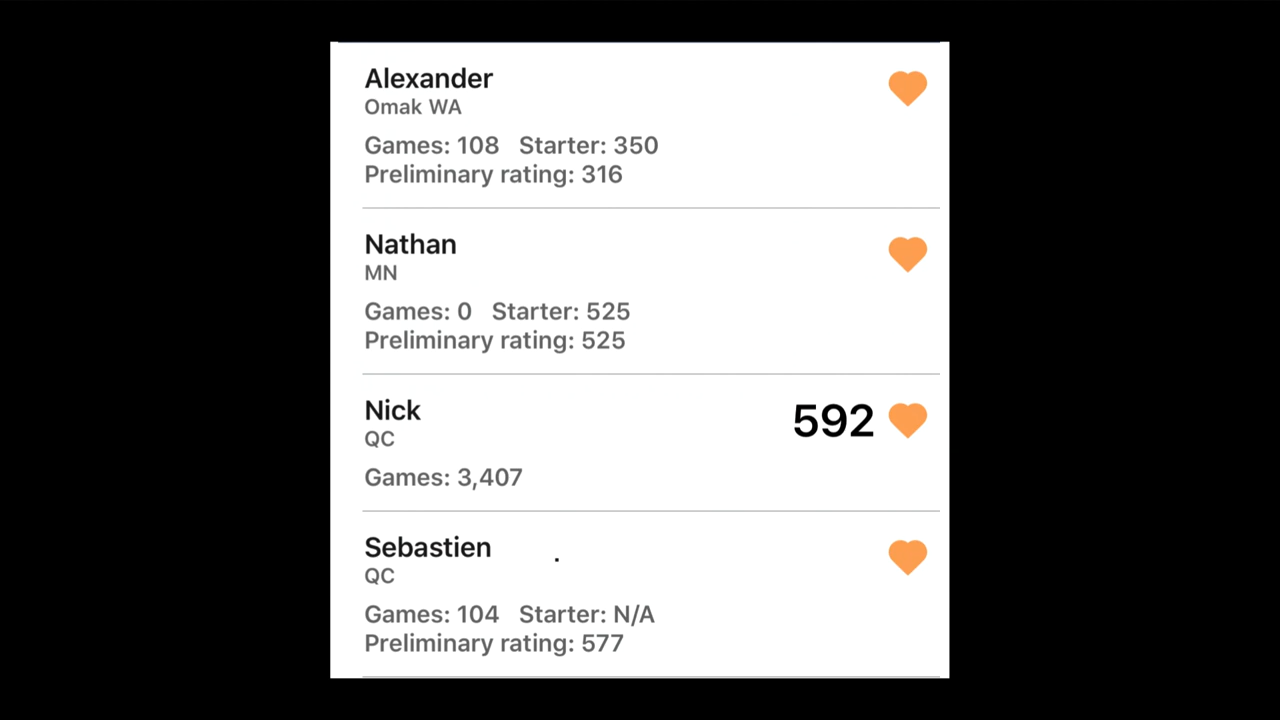 Alexander
Omak WA
Games: 108 Starter: 350
Preliminary rating: 316
Nathan
MN
Games: 0 Starter: 525
Preliminary rating: 525
Nick
592
QC
Games: 3,407
Sebastien .
QC
Games: 104 Starter: N/A
Preliminary rating: 577